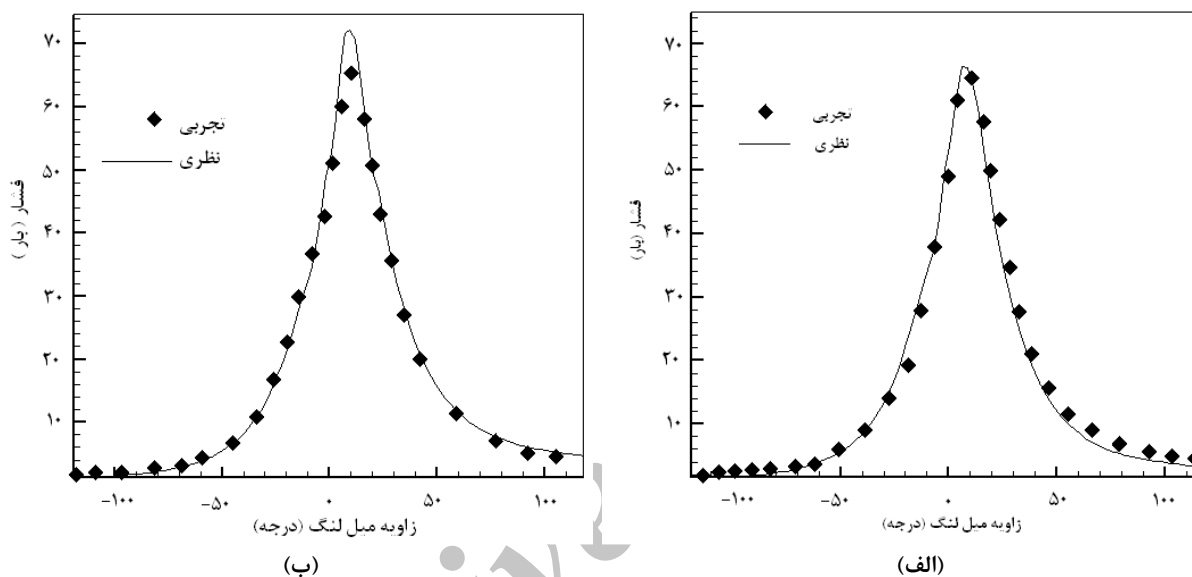 ۷۰
۶۰
۵۰
۴۰
۳۰
۲۰
۱۰
تجربی
نظری
فشار (بار)
-۱۰۰
-۵۰
۰
۵۰
۱۰۰
زاویه میل لنگ (درجه)
(الف)
۷۰
۶۰
۵۰
۴۰
۳۰
۲۰
۱۰
تجربی
نظری
فشار (بار)
-۱۰۰
-۵۰
۰
۵۰
۱۰۰
زاویه میل لنگ (درجه)
(ب)